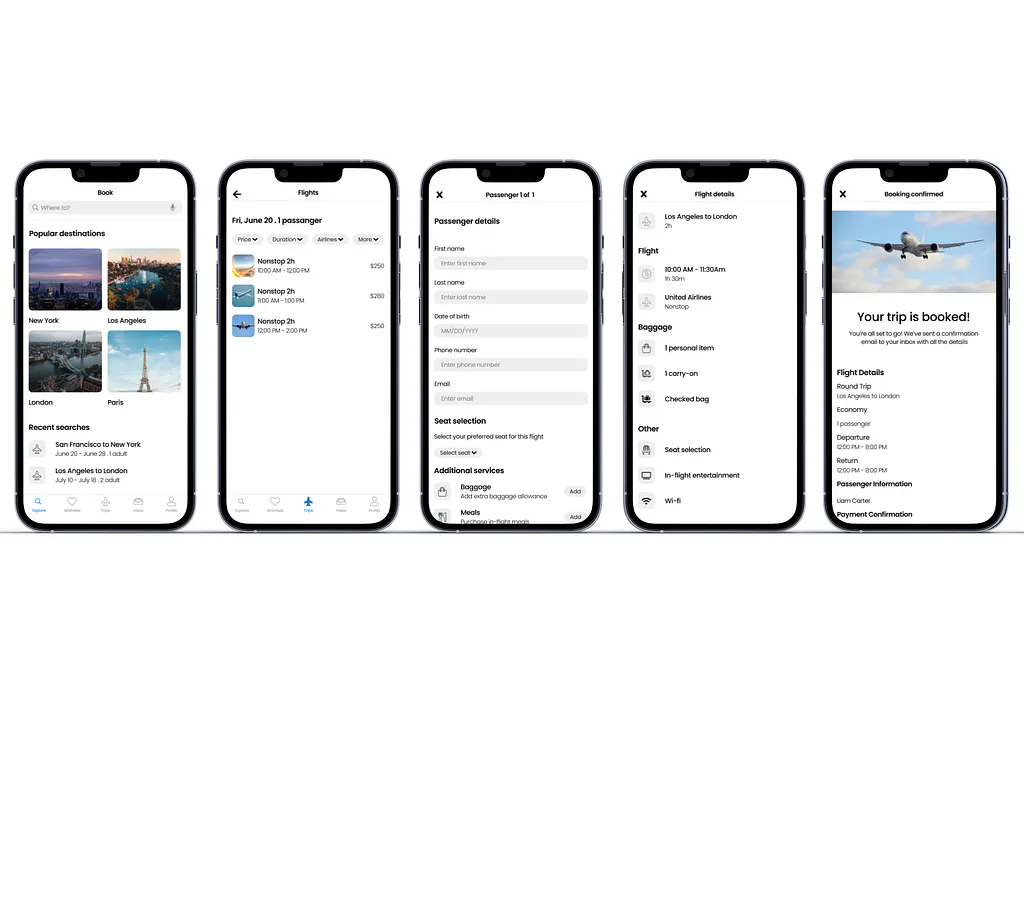 Book
Where to?
Popular destinations
New York
Los Angeles
London
Paris
Recent searches
San Francisco to New York
June 20 - June 28 . 1 adult
Los Angeles to London
July 10 - July 18 . 2 adult
Explore
Wishlists
Trips
Inbox
Profile
Flights
Fri, June 20 . 1 passanger
Price
Duration
Airlines
More
Nonstop 2h
10:00 AM - 12:00 PM
$250
Nonstop 2h
11:00 AM - 1:00 PM
$280
Nonstop 2h
12:00 PM - 2:00 PM
$250
Explore
Wishlists
Trips
Inbox
Profile
Passenger 1 of 1
Passenger details
First name
Enter first name
Last name
Enter last name
Date of birth
MM/DD/YYYY
Phone number
Enter phone number
Email
Enter email
Seat selection
Select your preferred seat for this flight
Select seat
Additional services
Baggage
Add extra baggage allowance
Add
Meals
Purchase in-flight meals
Add
Flight details
Los Angeles to London
2h
Flight
10:00 AM - 11:30Am
1h 30m
United Airlines
Nonstop
Baggage
1 personal item
1 carry-on
Checked bag
Other
Seat selection
In-flight entertainment
Wi-fi
Booking confirmed
Your trip is booked!
You're all set to go! We've sent a confirmation
email to your inbox with all the details
Flight Details
Round Trip
Los Angeles to London
Economy
1 passenger
Departure
12:00 PM - 8:00 PM
Return
12:00 PM - 8:00 PM
Passenger Information
Liam Carter
Payment Confirmation